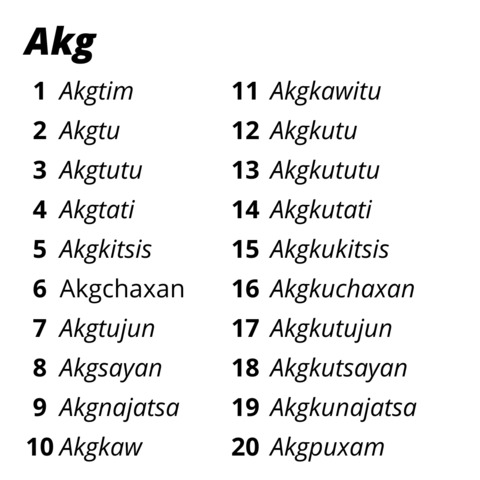 Akg
1 Akgtim
2 Akgtu
3 Akgtutu
4 Akgtati
5 Akgkitsis
6 Akgchaxan
7 Akgtujun
8 Akgsayan
9 Akgnajatsa
10 Akgkaw
11 Akgkawitu
12 Akgkutu
13 Akgkututu
14 Akgkutati
15 Akgkukitsis
16 Akgkuchaxan
17 Akgkutujun
18 Akgkutsayan
19 Akgkunajatsa
20 Akgpuxam